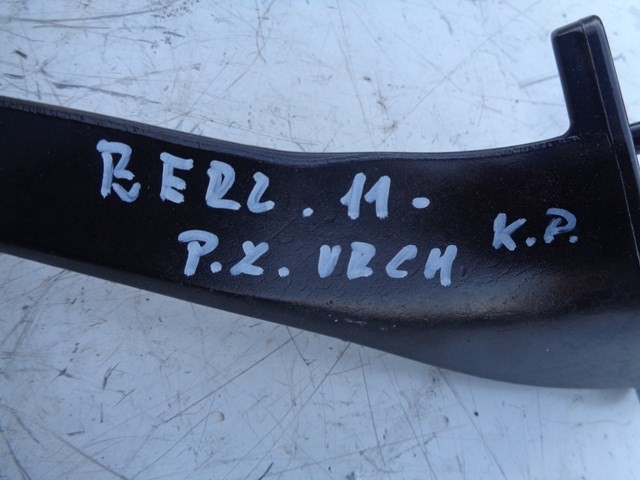 BERL. 11-
P.Z. VRCH K.P.